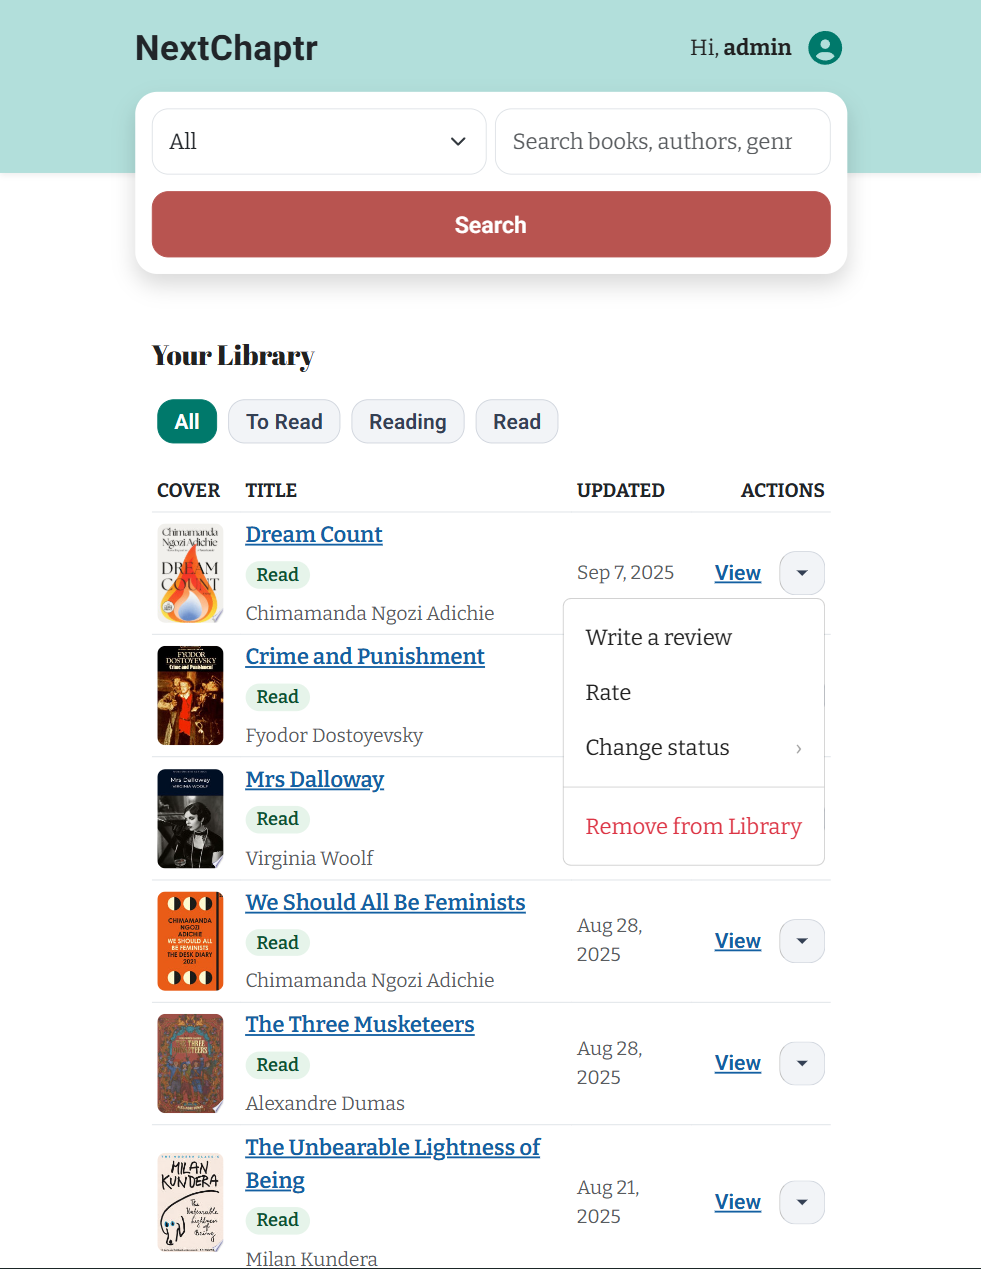 NextChaptr
Hi, admin
All
Search books, authors, genr
Search
Your Library
All
To Read
Reading
Read
COVER TITLE UPDATED ACTIONS
Chimamanda
Ngozi Adichie
DREAM
COUNT
Dream Count
Read
Chimamanda Ngozi Adichie
Sep 7, 2025
View
Write a review
Rate
Change status ›
Remove from Library
FYODOR
DOSTOYEVSKY
Crime and Punishment
Crime and Punishment
Read
Fyodor Dostoyevsky
Mrs Dalloway
VIRGINIA WOOLF
Mrs Dalloway
Read
Virginia Woolf
CHIMAMANDA
NGOZI
ADICHIE
WE SHOULD ALL
BE FEMINISTS
THE DESK DIARY
2021
We Should All Be Feminists
Read
Chimamanda Ngozi Adichie
Aug 28,
2025
View
THREE
The Three Musketeers
Read
Alexandre Dumas
Aug 28,
2025
View
MILAN
KUNDERA
The
Unbearable
Lightness
of
Being
The Unbearable Lightness of
Being
Read
Milan Kundera
Aug 21,
2025
View